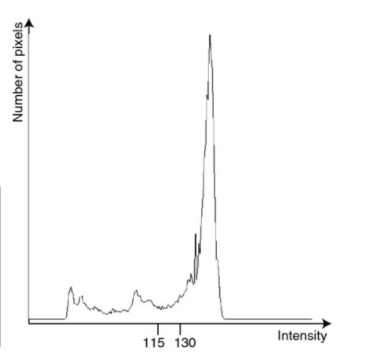 Number of pixels
115 130
Intensity